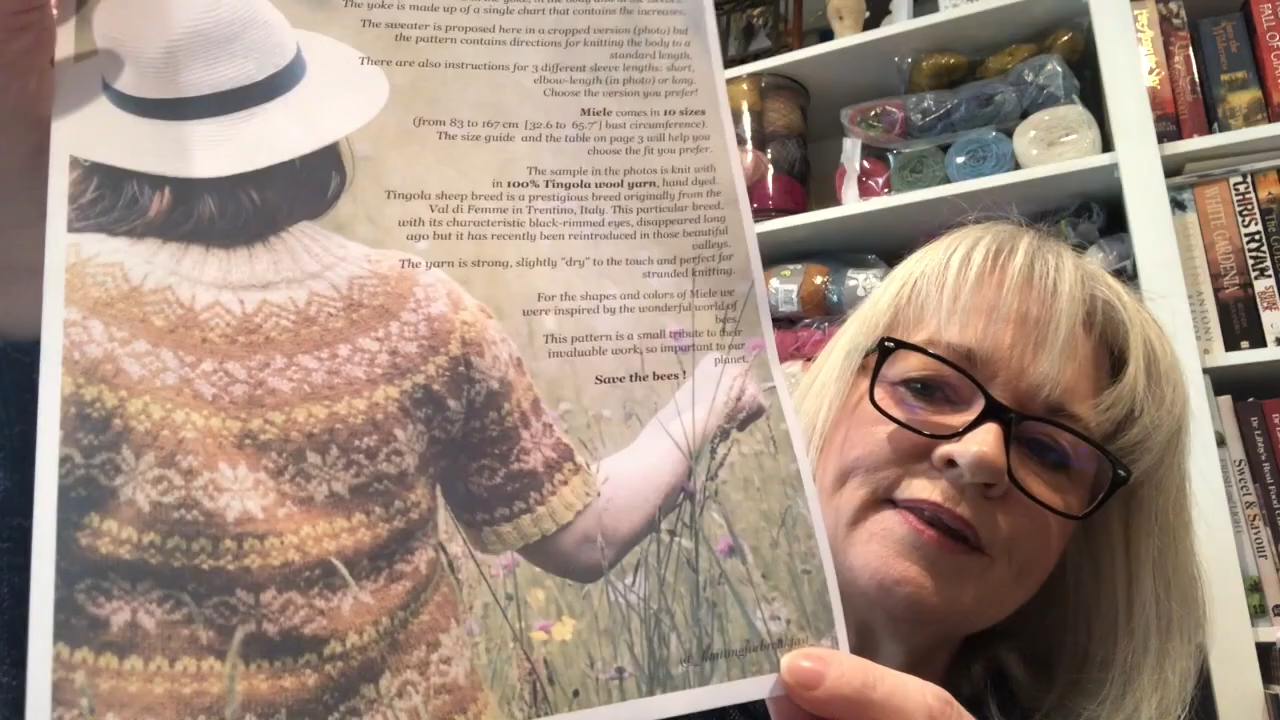 The yoke is made up of a single chart that contains the increases.
The sweater is proposed here in a cropped version (photo) but
the pattern contains directions for knitting the body to a
standard length.
There are also instructions for 3 different sleeve lengths: short,
elbow-length (in photo) or long.
Choose the version you prefer!
Miele comes in 10 sizes
(from 83 to 167 cm [32.6 to 65.7"] bust circumference).
The size guide and the table on page 3 will help you
choose the fit you prefer.
The sample in the photos is knit with
in 100% Tingola wool yarn, hand dyed.
Tingola sheep breed is a prestigious breed originally from the
Val di Femme in Trentino, Italy. This particular breed,
with its characteristic black-rimmed eyes, disappeared long
ago but it has recently been reintroduced in those beautiful
valleys.
The yarn is strong, slightly "dry" to the touch and perfect for
stranded knitting.
For the shapes and colors of Miele we
were inspired by the wonderful world of
bees.
This pattern is a small tribute to their
invaluable work, so important to our
planet.
Save the bees !
@_knittingforbreakfast_
FALL OF
WHITE GARDENIA
CHRIS RYAN
Sweet & Savour
Dr Libby's Real Food